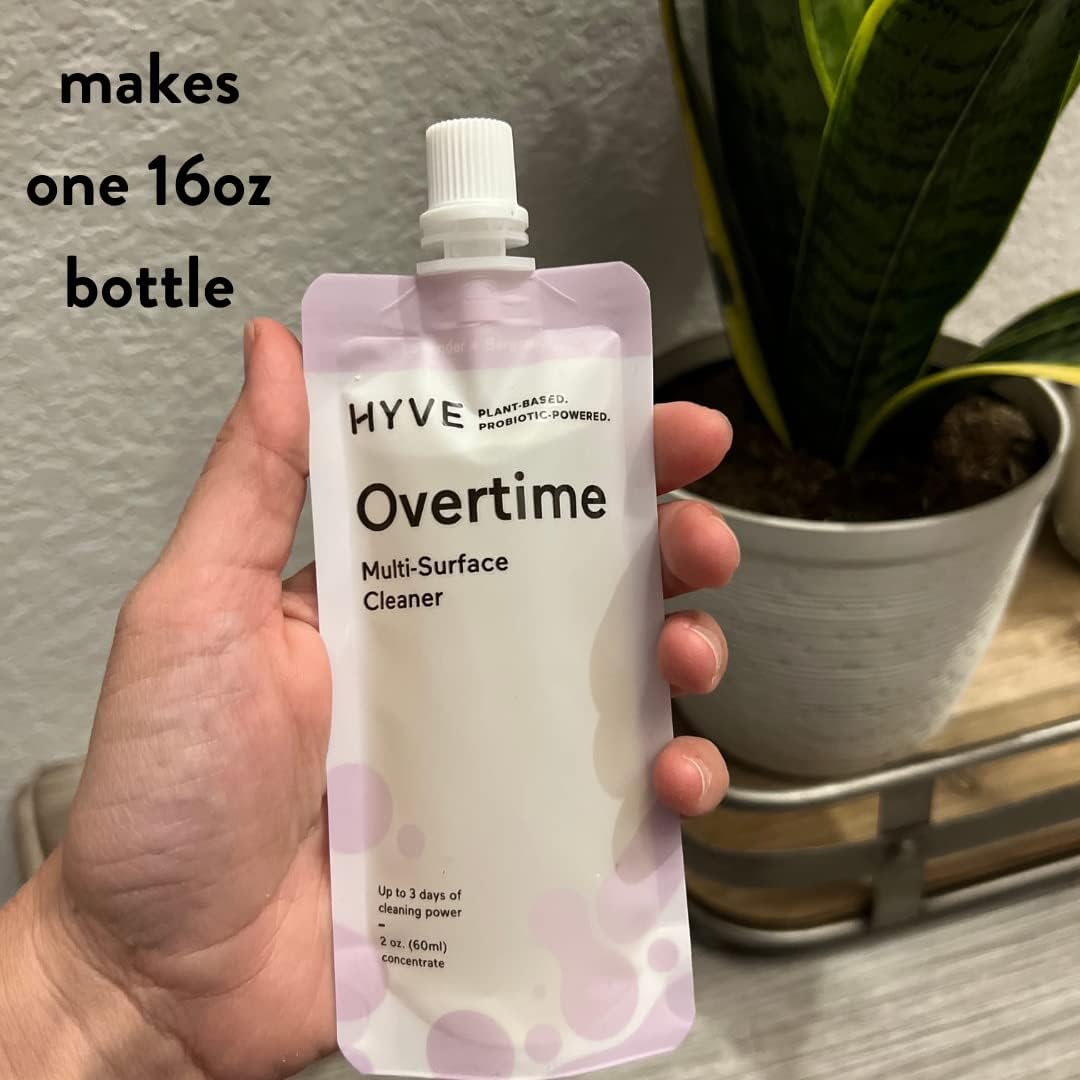 makes
one 16oz
bottle
HYVE PLANT-BASED.
PROBIOTIC-POWERED.
Overtime
Multi-Surface
Cleaner
Up to 3 days of
cleaning power
2 oz. (60ml)
concentrate